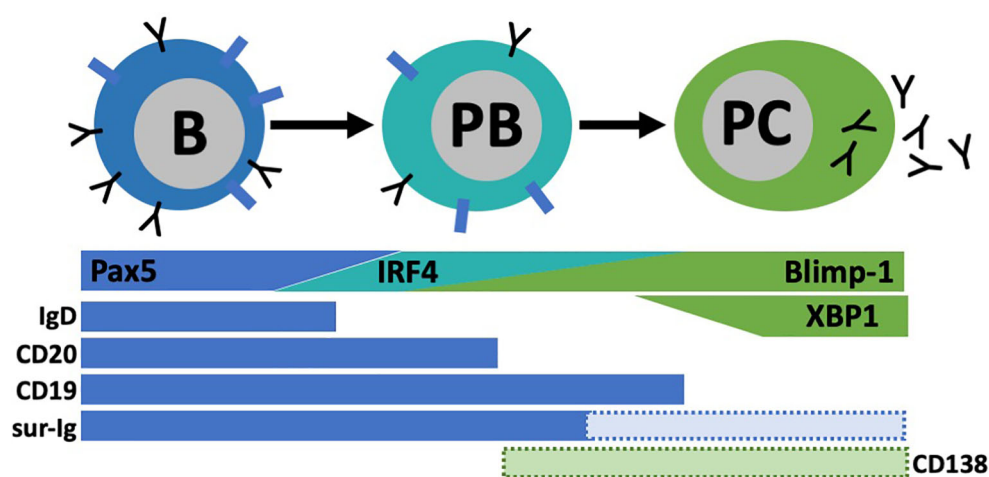 B
PB
PC
Pax5
IRF4
Blimp-1
IgD
XBP1
CD20
CD19
sur-Ig
CD138